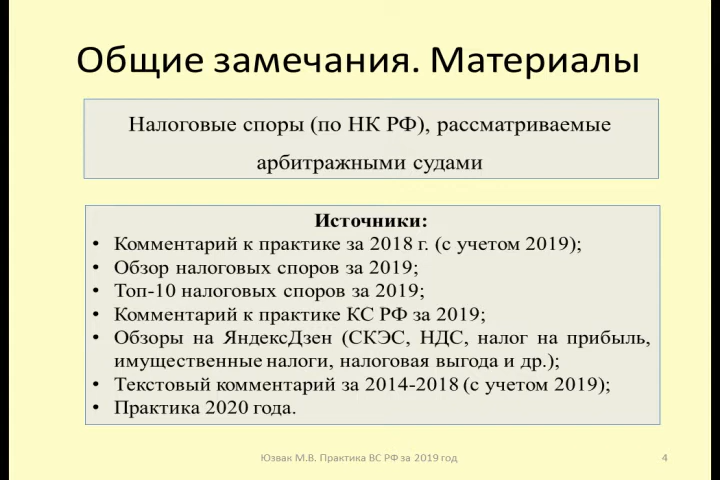 Общие замечания. Материалы
Налоговые споры (по НК РФ), рассматриваемые
арбитражными судами
Источники:
• Комментарий к практике за 2018 г. (с учетом 2019);
• Обзор налоговых споров за 2019;
• Топ-10 налоговых споров за 2019;
• Комментарий к практике КС РФ за 2019;
• Обзоры на ЯндексДзен (СКЭС, НДС, налог на прибыль,
имущественные налоги, налоговая выгода и др.);
• Текстовый комментарий за 2014-2018 (с учетом 2019);
• Практика 2020 года.
Юзвак М.В. Практика ВС РФ за 2019 год
4